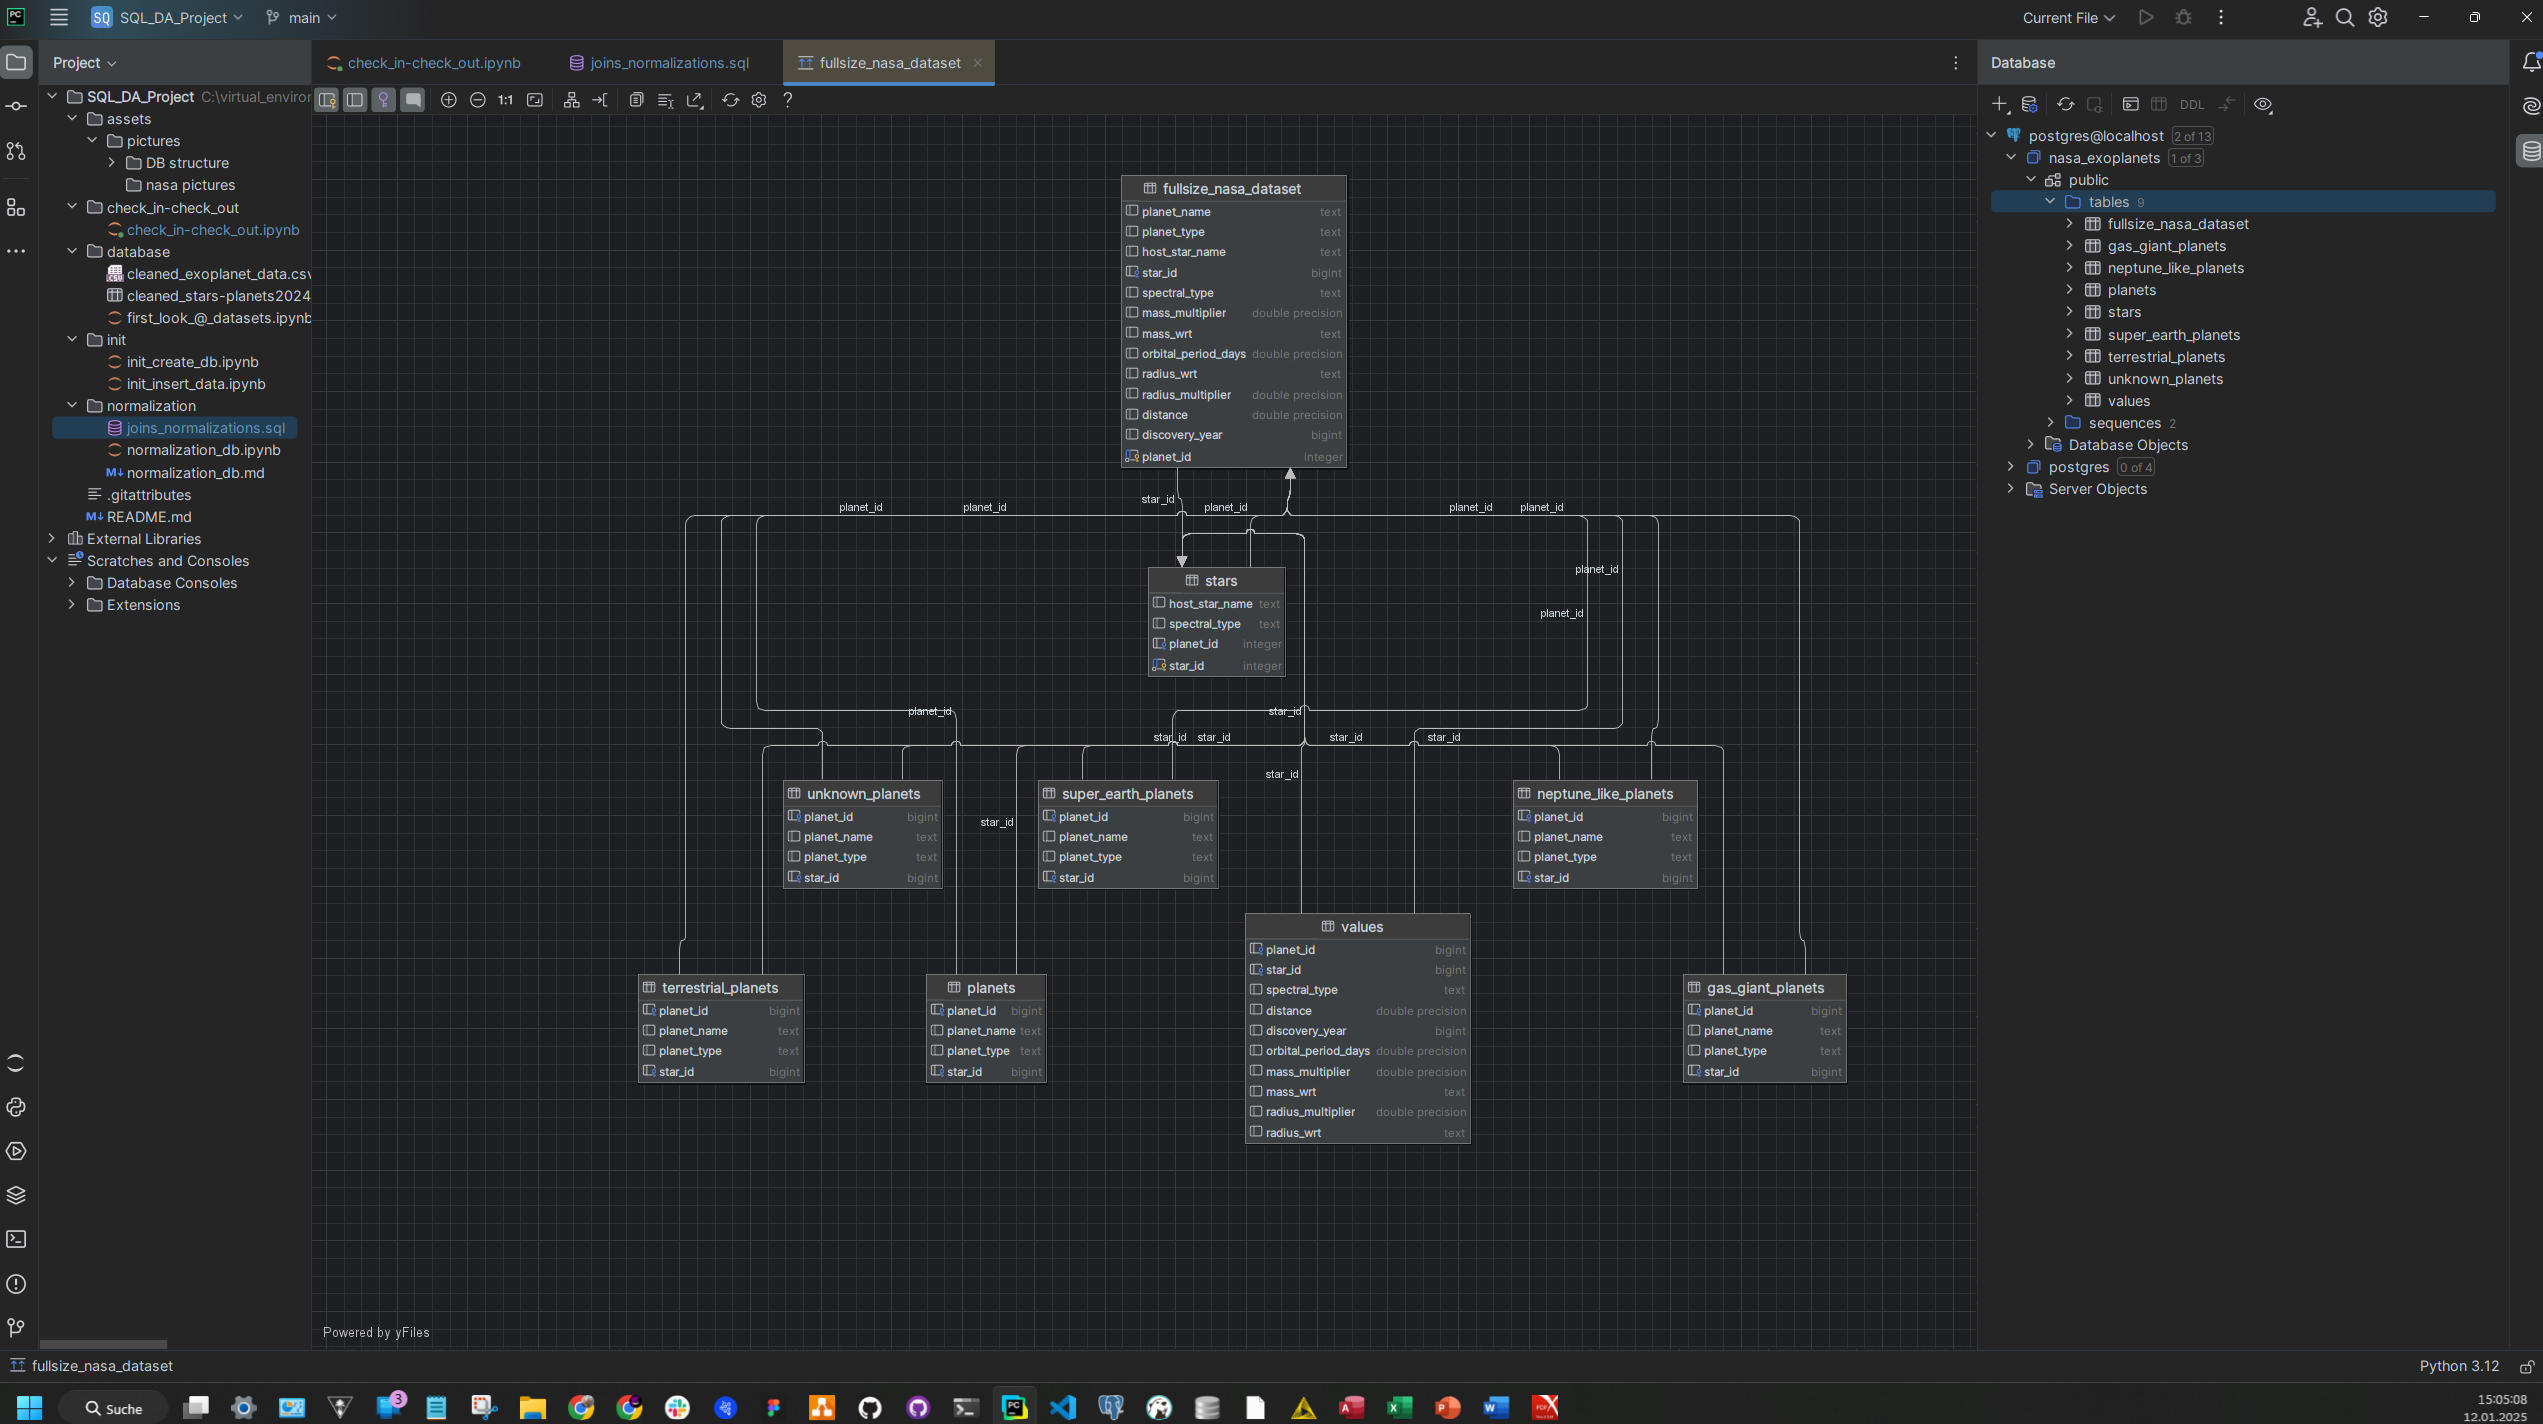 SQ SQL_DA_Project main
Current File
Project
check_in-check_out.ipynb
joins_normalizations.sql
fullsize_nasa_dataset
Database
1:1
?
DDL
SQL_DA_Project C:\virtual_enviror
assets
pictures
DB structure
nasa pictures
check_in-check_out
check_in-check_out.ipynb
database
cleaned_exoplanet_data.csv
cleaned_stars-planets2024
first_look_@_datasets.ipynb
init
init_create_db.ipynb
init_insert_data.ipynb
normalization
joins_normalizations.sql
normalization_db.ipynb
M↓ normalization_db.md
.gitattributes
M↓ README.md
External Libraries
Scratches and Consoles
Database Consoles
Extensions
fullsize_nasa_dataset
planet_name text
planet_type text
host_star_name text
star_id bigint
spectral_type text
mass_multiplier double precision
mass_wrt text
orbital_period_days double precision
radius_wrt text
radius_multiplier double precision
distance double precision
discovery_year bigint
planet_id integer
star_id
planet_id
planet_id
planet_id
planet_id
planet_id
planet_id
planet_id
stars
host_star_name text
spectral_type text
planet_id integer
star_id integer
planet_id
star_id
star_id
star_id
star_id
star_id
star_id
star_id
unknown_planets
planet_id bigint
planet_name text
planet_type text
star_id bigint
super_earth_planets
planet_id bigint
planet_name text
planet_type text
star_id bigint
neptune_like_planets
planet_id bigint
planet_name text
planet_type text
star_id bigint
values
planet_id bigint
star_id bigint
spectral_type text
distance double precision
discovery_year bigint
orbital_period_days double precision
mass_multiplier double precision
mass_wrt text
radius_multiplier double precision
radius_wrt text
terrestrial_planets
planet_id bigint
planet_name text
planet_type text
star_id bigint
planets
planet_id bigint
planet_name text
planet_type text
star_id bigint
gas_giant_planets
planet_id bigint
planet_name text
planet_type text
star_id bigint
Powered by yFiles
postgres@localhost 2 of 13
nasa_exoplanets 1 of 3
public
tables 9
fullsize_nasa_dataset
gas_giant_planets
neptune_like_planets
planets
stars
super_earth_planets
terrestrial_planets
unknown_planets
values
sequences 2
Database Objects
postgres 0 of 4
Server Objects
fullsize_nasa_dataset
Python 3.12
Suche
3
15:05:08
12.01.2025